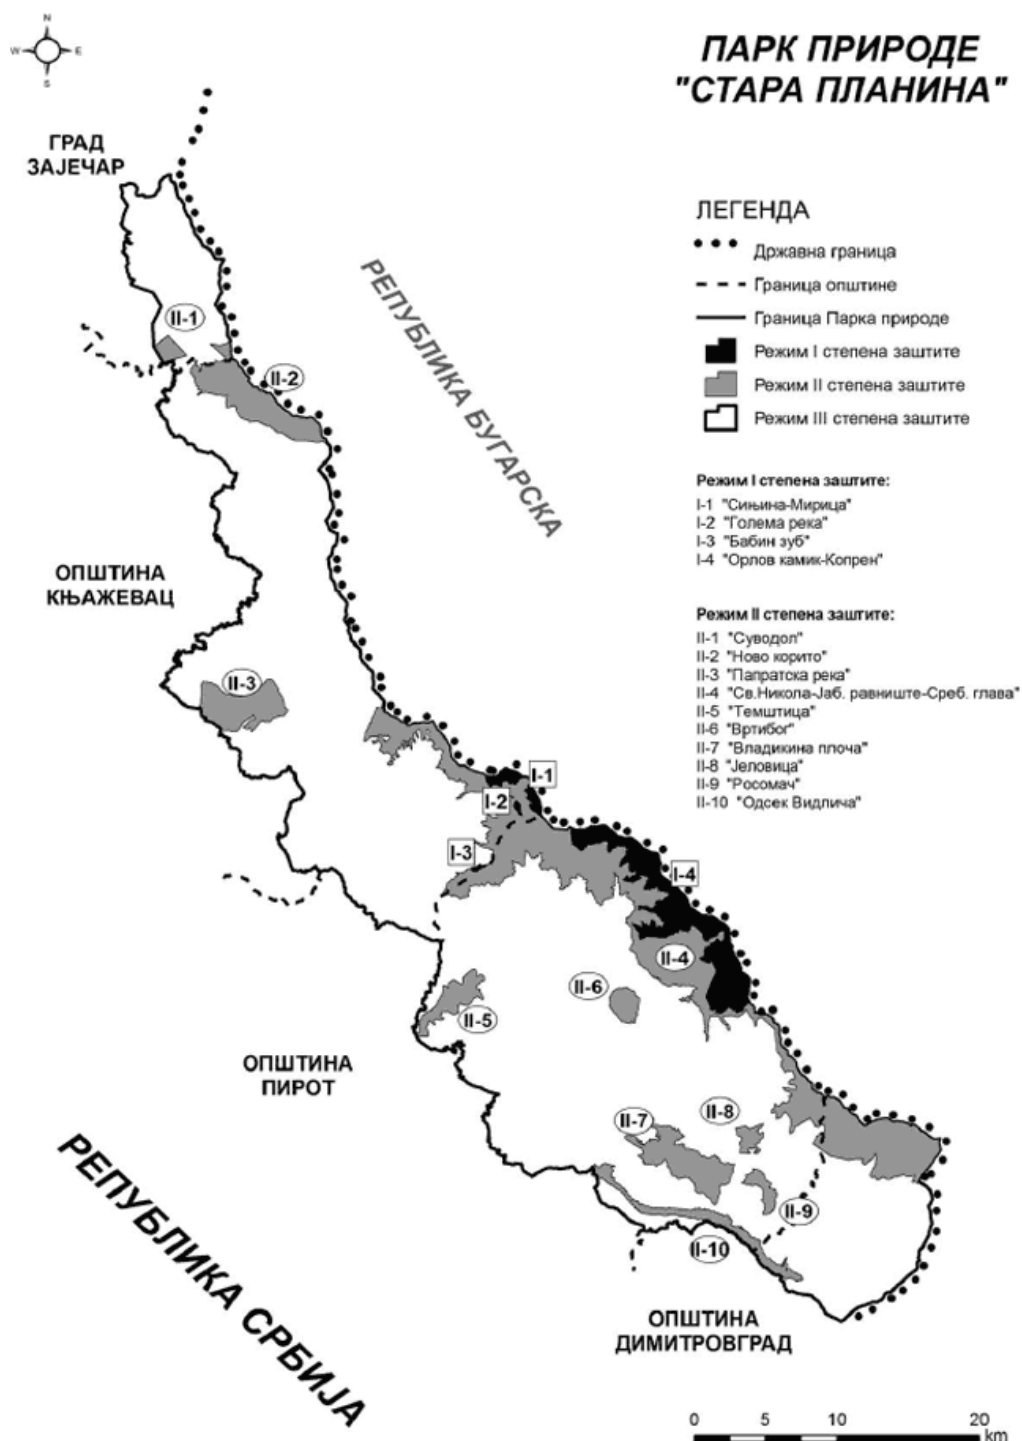 N
W E
S
ПАРК ПРИРОДЕ
"СТАРА ПЛАНИНА"
ГРАД
ЗАЈЕЧАР
РЕПУБЛИКА БУГАРСКА
ЛЕГЕНДА
Државна граница
Граница општине
Граница Парка природе
Режим I степена заштите
Режим II степена заштите
Режим III степена заштите
Режим I степена заштите:
I-1 "Сињина-Мирица"
I-2 "Голема река"
I-3 "Бабин зуб"
I-4 "Орлов камик-Копрен"
Режим II степена заштите:
II-1 "Суводол"
II-2 "Ново корито"
II-3 "Папратска река"
II-4 "Св.Никола-Јаб. равниште-Среб. глава"
II-5 "Темштица"
II-6 "Вртибог"
II-7 "Владикина плоча"
II-8 "Јеловица"
II-9 "Росомач"
II-10 "Одсек Видлича"
II-1
II-2
ОПШТИНА
КЊАЖЕВАЦ
II-3
I-1
I-2
I-3
I-4
II-4
II-6
II-5
ОПШТИНА
ПИРОТ
II-8
II-7
II-9
II-10
РЕПУБЛИКА СРБИЈА
ОПШТИНА
ДИМИТРОВГРАД
0 5 10 20
km